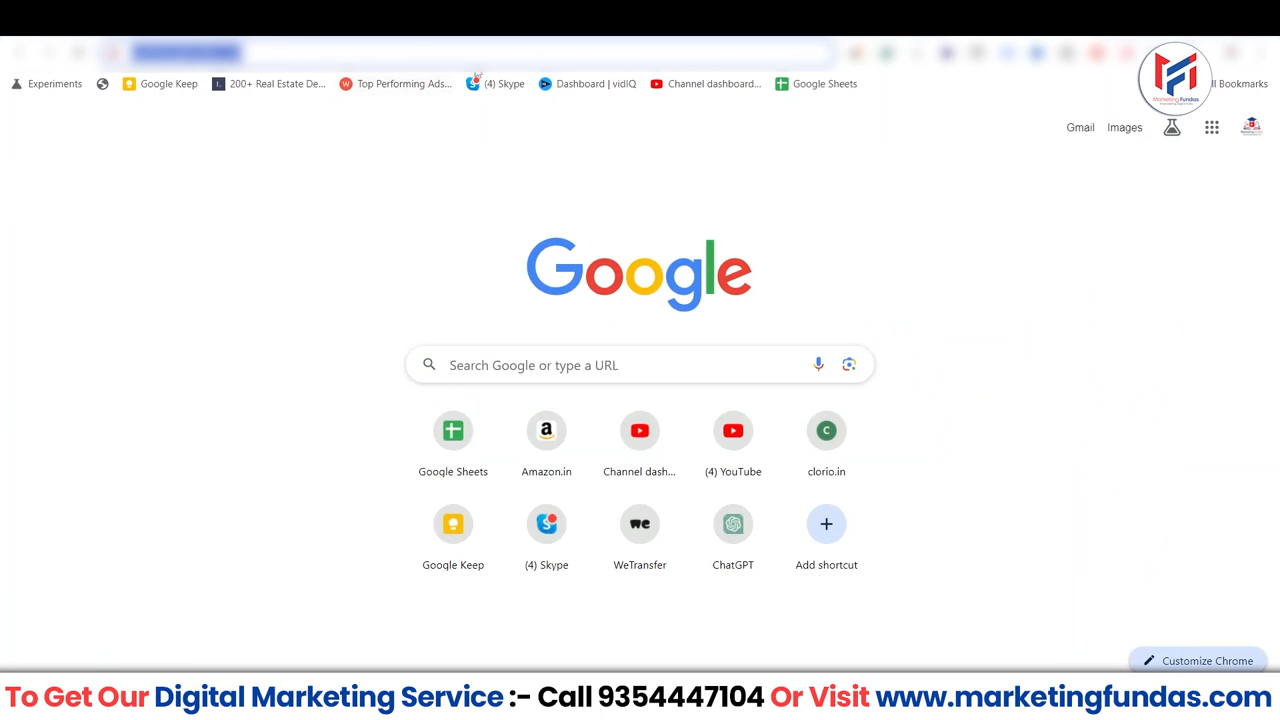 Experiments
Google Keep
200+ Real Estate De...
Top Performing Ads...
(4) Skype
Dashboard | vidIQ
Channel dashboard...
Google Sheets
ll Bookmarks
Marketing Fundas
Gmail
Images
Google
Search Google or type a URL
Google Sheets
Amazon.in
Channel dash...
(4) YouTube
clorio.in
Google Keep
(4) Skype
WeTransfer
ChatGPT
Add shortcut
Customize Chrome
To Get Our Digital Marketing Service :- Call 9354447104 Or Visit www.marketingfundas.com